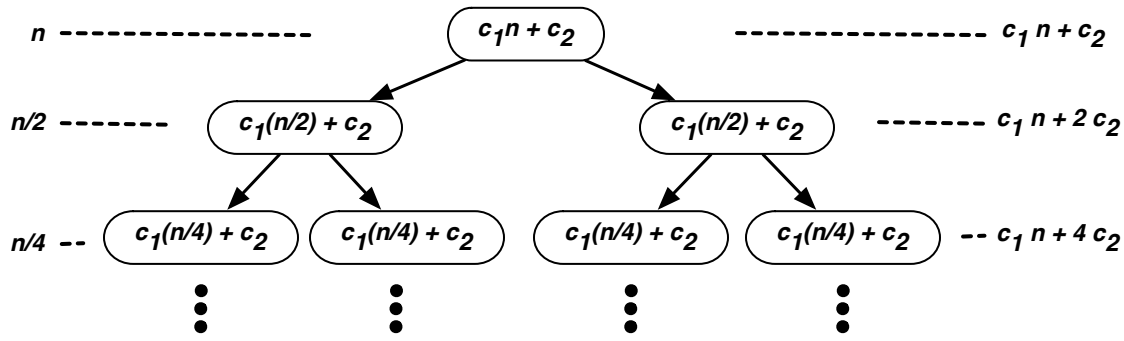 n c₁n + c₂ c₁ n + c₂
n/2 c₁(n/2) + c₂ c₁(n/2) + c₂ c₁ n + 2 c₂
n/4 c₁(n/4) + c₂ c₁(n/4) + c₂ c₁(n/4) + c₂ c₁(n/4) + c₂ c₁ n + 4 c₂